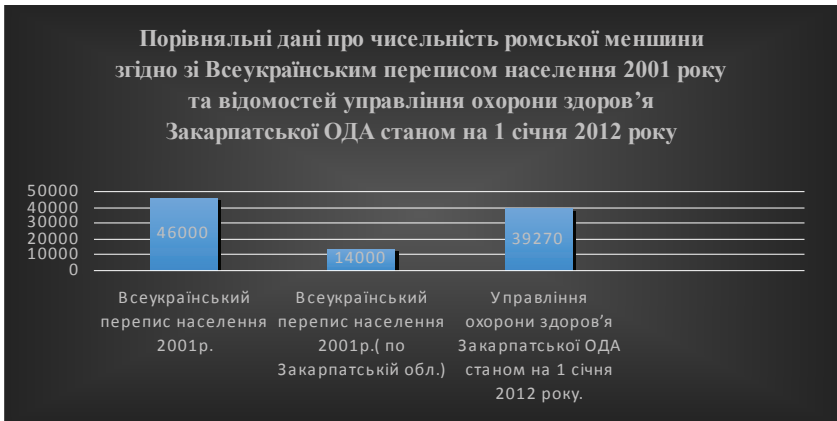 Порівняльні дані про чисельність ромської меншини
згідно зі Всеукраїнським переписом населення 2001 року
та відомостей управління охорони здоров’я
Закарпатської ОДА станом на 1 січня 2012 року
50000
40000
30000
20000
10000
0
46000
14000
39270
Всеукраїнський
перепис населення
2001р.
Всеукраїнський
перепис населення
2001р.( по
Закарпатській обл.)
Управління
охорони здоров’я
Закарпатської ОДА
станом на 1 січня
2012 року.